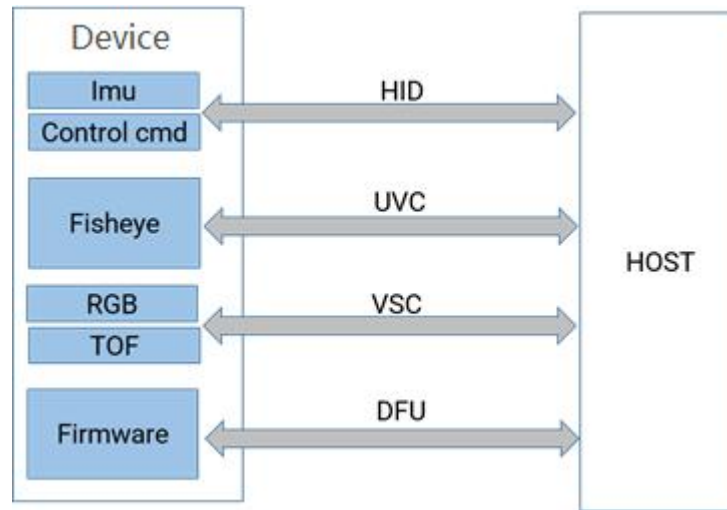 Device
Imu
Control cmd
HID
Fisheye
UVC
RGB
TOF
VSC
Firmware
DFU
HOST